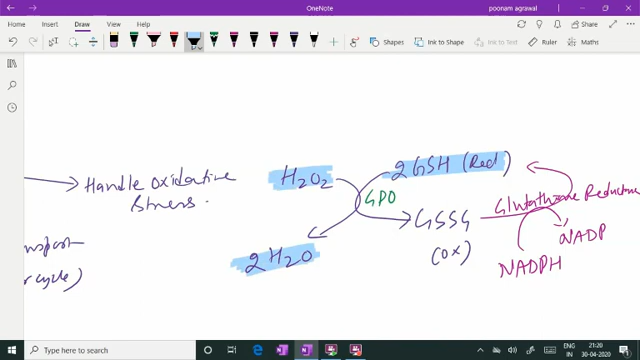 OneNote
poonam agrawal
File Home Insert Draw View Help
Share
Shapes Ink to Shape Ink to Text Ruler Maths
Handle Oxidative
Stress.
H2O2
2GSH (Red)
GPO
Glutathione Reductase
GSSG
(OX)
NADP
NADPH
2H2O
cycle)
Type here to search
ENG
IN
21:20
30-04-2020